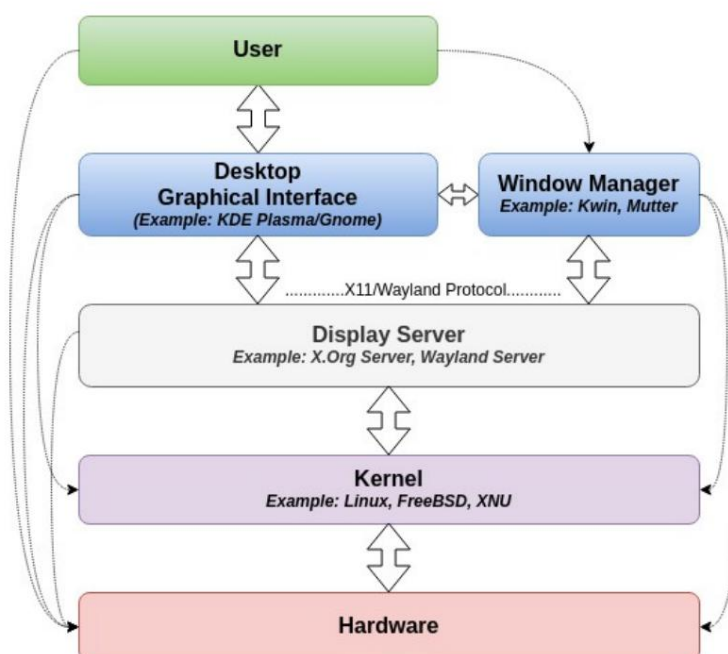 User
Desktop
Graphical Interface
(Example: KDE Plasma/Gnome)
Window Manager
Example: Kwin, Mutter
.............X11/Wayland Protocol............
Display Server
Example: X.Org Server, Wayland Server
Kernel
Example: Linux, FreeBSD, XNU
Hardware